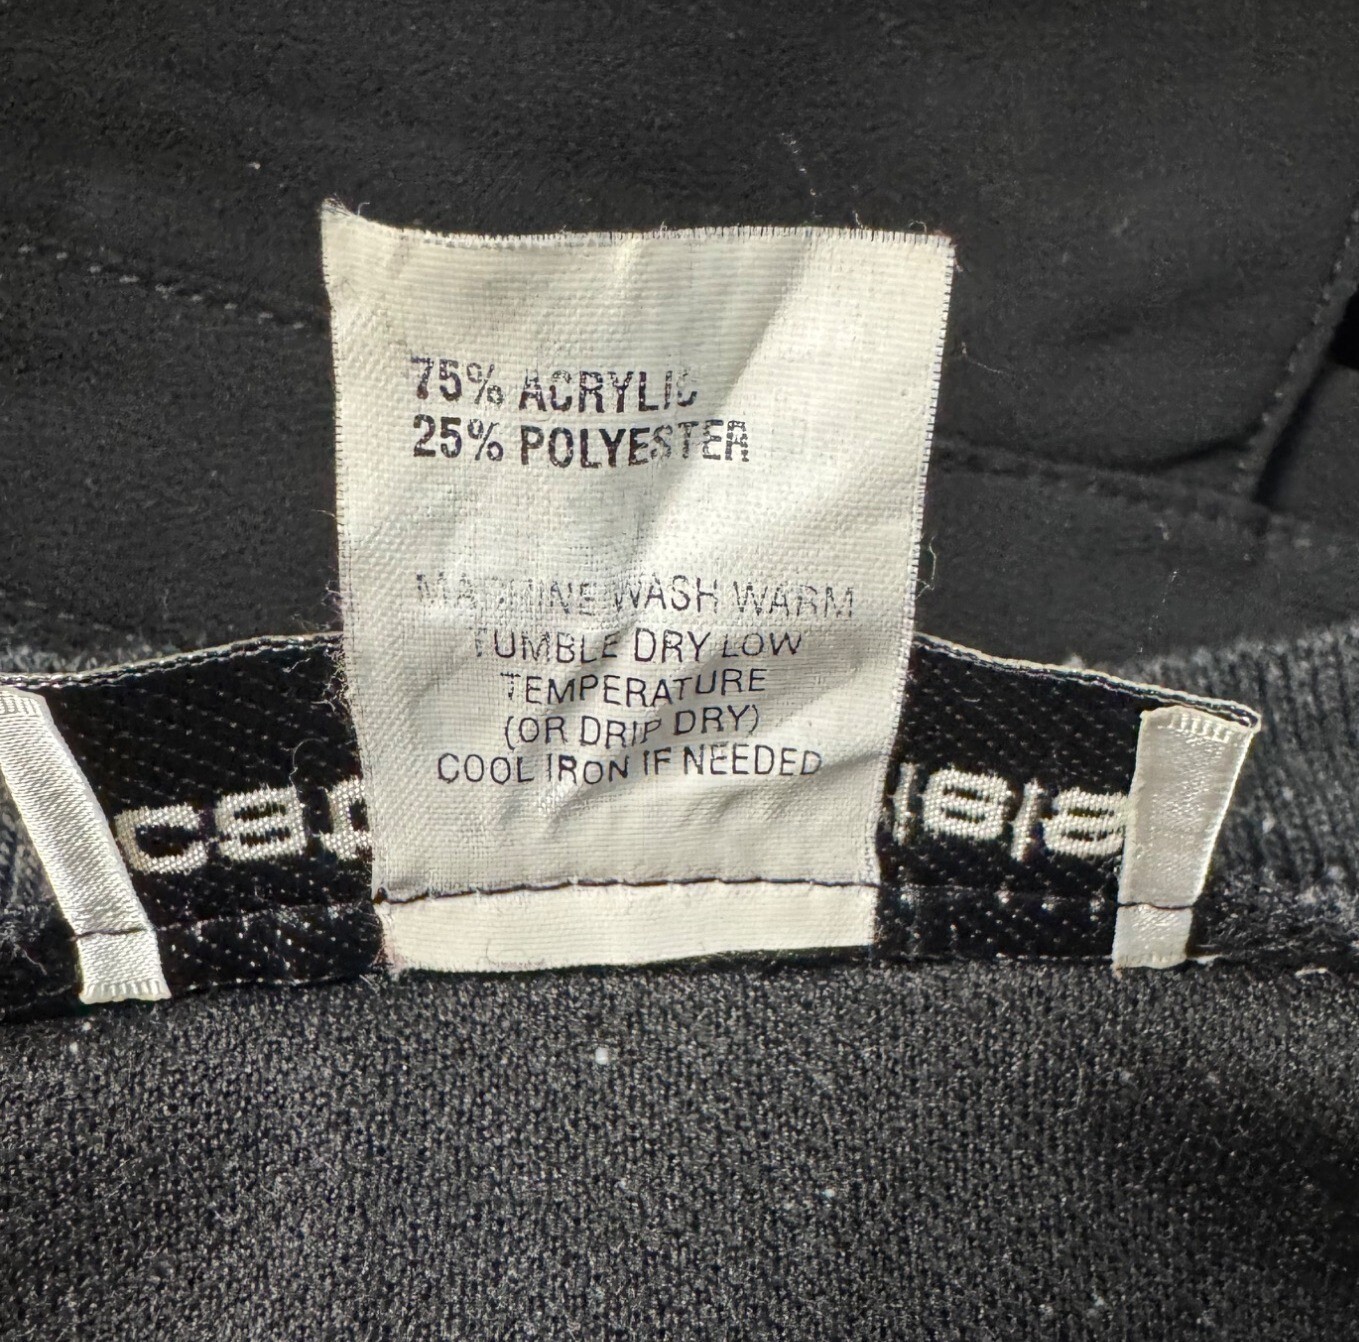 75% ACRYLIC
25% POLYESTER
MACHINE WASH WARM
TUMBLE DRY LOW
TEMPERATURE
(OR DRIP DRY)
COOL IRON IF NEEDED